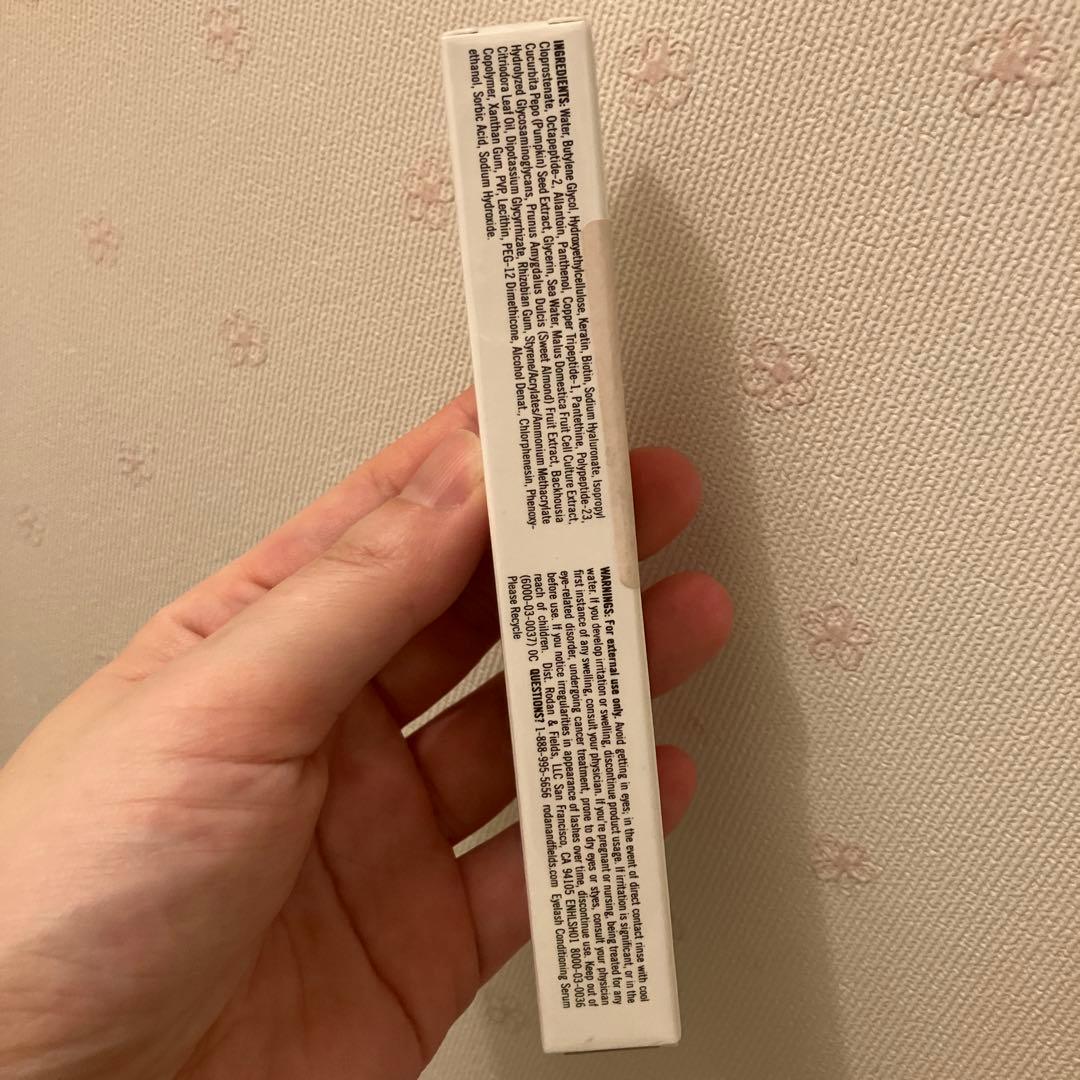 INGREDIENTS: Water, Butylene Glycol, Hydroxyethylcellulose, Keratin, Biotin, Sodium Hyaluronate, Isopropyl
Cloprostenate, Octapeptide-2, Allantoin, Panthenol, Copper Tripeptide-1, Pantethine, Polypeptide-23,
Cucurbita Pepo (Pumpkin) Seed Extract, Glycerin, Sea Water, Malus Domestica Fruit Cell Culture Extract,
Hydrolyzed Glycosaminoglycans, Prunus Amygdalus Dulcis (Sweet Almond) Fruit Extract, Backhousia
Citriodora Leaf Oil, Dipotassium Glycyrrhizate, Rhizobian Gum, Styrene/Acrylates/Ammonium Methacrylate
Copolymer, Xanthan Gum, PVP, Lecithin, PEG-12 Dimethicone, Alcohol Denat., Chlorphenesin, Phenoxy-
ethanol, Sorbic Acid, Sodium Hydroxide.
WARNINGS: For external use only. Avoid getting in eyes; in the event of direct contact rinse with cool
water. If you develop irritation or swelling, discontinue product usage. If irritation is significant, or in the
first instance of any swelling, consult your physician. If you're pregnant or nursing, being treated for any
eye-related disorder, undergoing cancer treatment, prone to dry eyes or styes, consult your physician
before use. If you notice irregularities in appearance of lashes over time, discontinue use. Keep out of
reach of children. Dist. Rodan & Fields, LLC San Francisco, CA 94105 ENHLSH01 8000-03-0036
(6000-03-0037) 0C QUESTIONS? 1-888-995-5656 rodanandfields.com Eyelash Conditioning Serum
Please Recycle